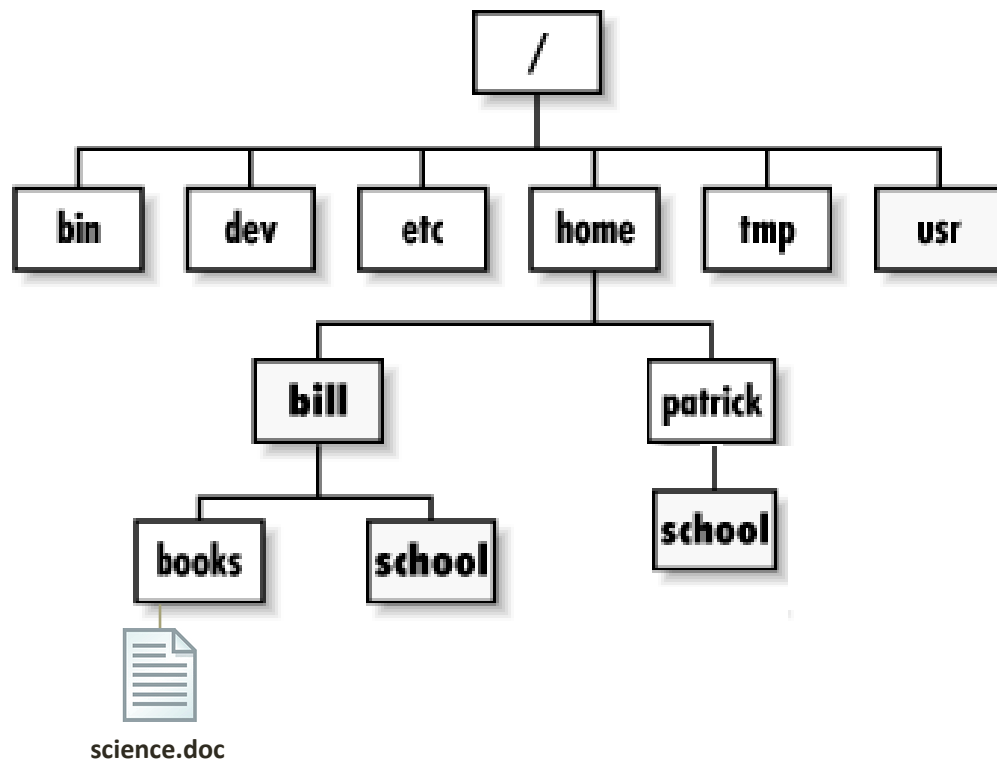 /
bin
dev
etc
home
tmp
usr
bill
patrick
books
school
school
science.doc